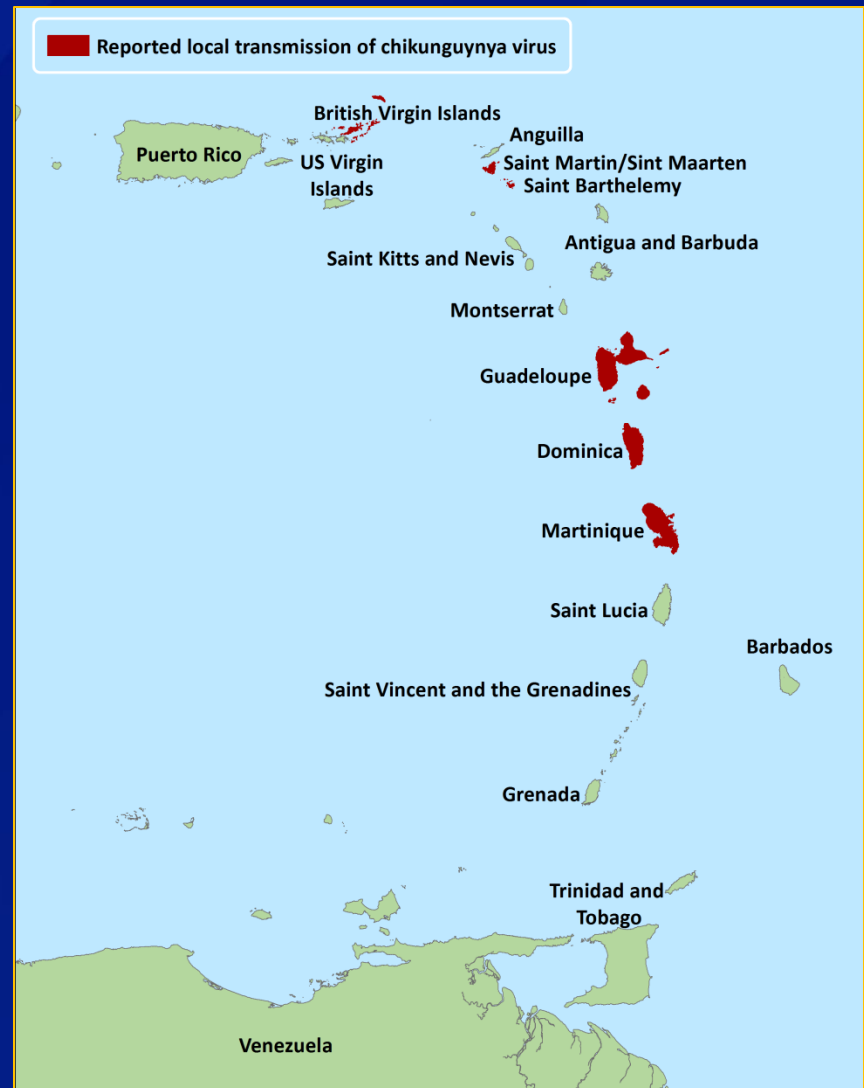 Reported local transmission of chikunguynya virus
British Virgin Islands
Anguilla
Puerto Rico
US Virgin
Islands
Saint Martin/Sint Maarten
Saint Barthelemy
Antigua and Barbuda
Saint Kitts and Nevis
Montserrat
Guadeloupe
Dominica
Martinique
Saint Lucia
Barbados
Saint Vincent and the Grenadines
Grenada
Trinidad and
Tobago
Venezuela